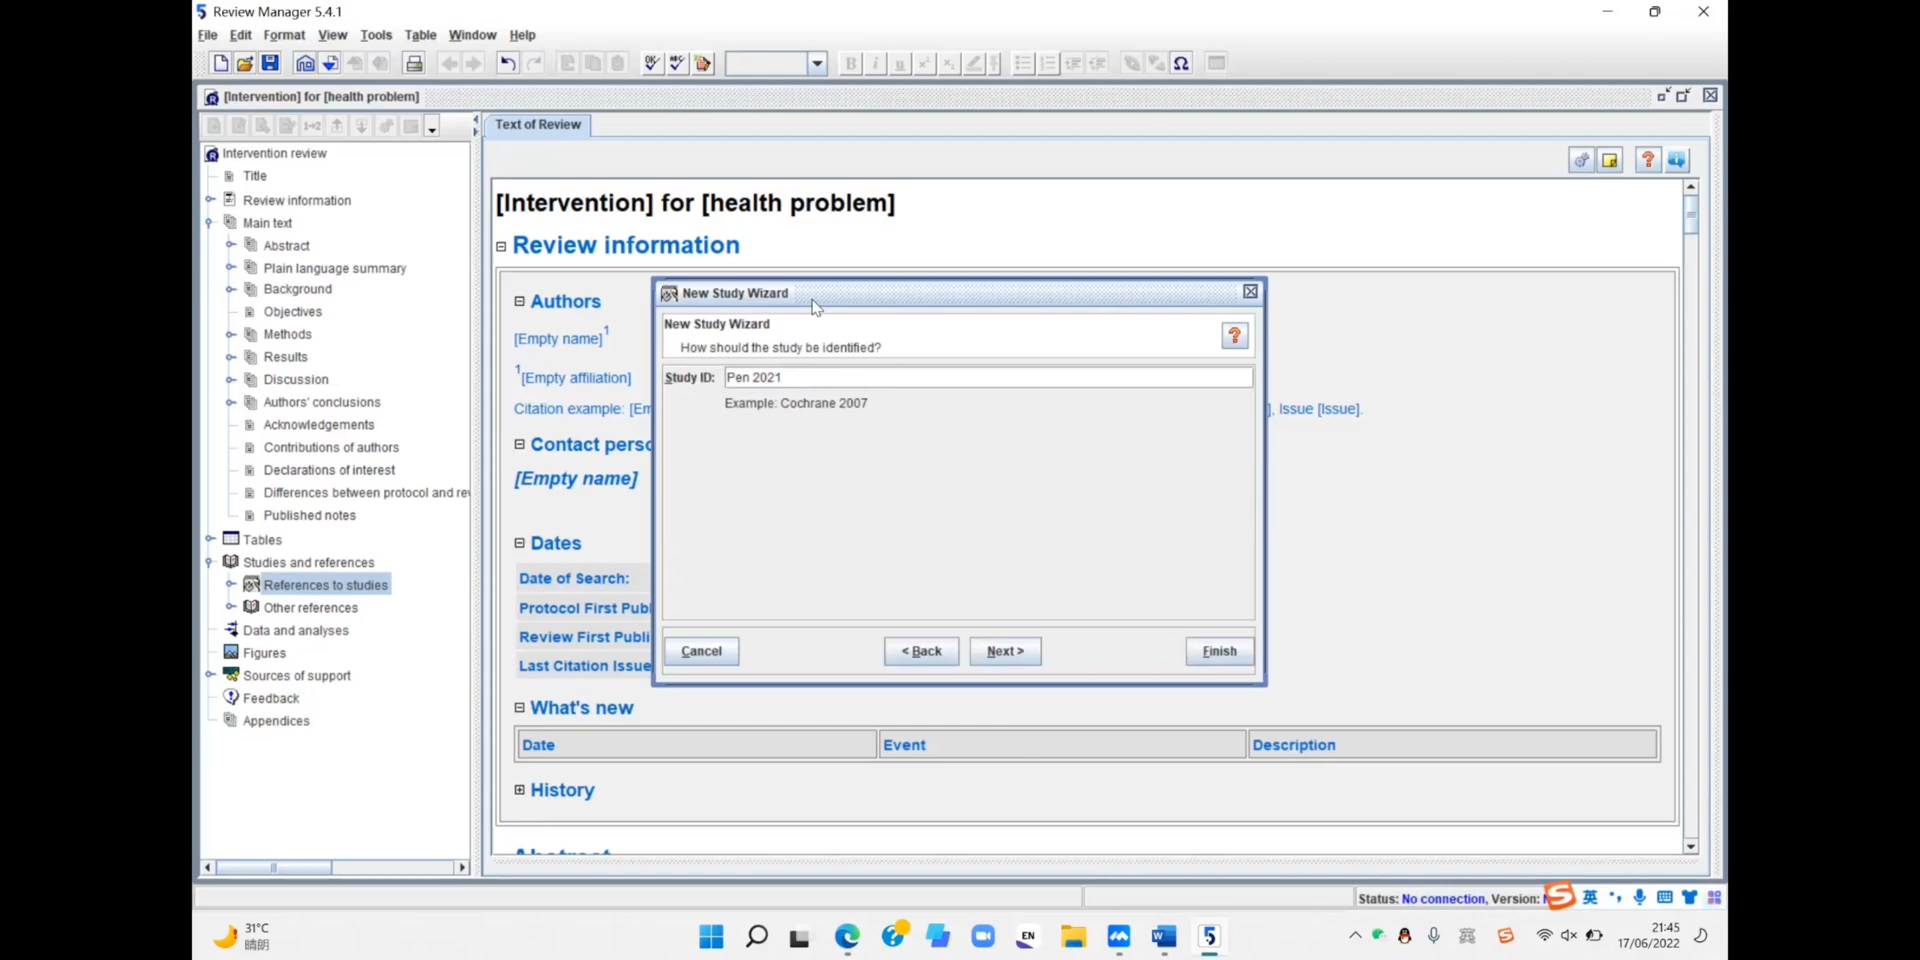 Review Manager 5.4.1
File Edit Format View Tools Table Window Help
[Intervention] for [health problem]
Text of Review
Intervention review
Title
Review information
Main text
Abstract
Plain language summary
Background
Objectives
Methods
Results
Discussion
Authors' conclusions
Acknowledgements
Contributions of authors
Declarations of interest
Differences between protocol and re
Published notes
Tables
Studies and references
References to studies
Other references
Data and analyses
Figures
Sources of support
Feedback
Appendices
[Intervention] for [health problem]
Review information
Authors
[Empty name]1
1[Empty affiliation]
Citation example: [Em ], Issue [Issue].
Contact perso
[Empty name]
Dates
Date of Search:
Protocol First Publ
Review First Publi
Last Citation Issue
What's new
Date Event Description
History
New Study Wizard
New Study Wizard
How should the study be identified?
Study ID: Pen 2021
Example: Cochrane 2007
Cancel < Back Next > Finish
Status: No connection, Version:
英
31°C
晴朗
EN
21:45
17/06/2022